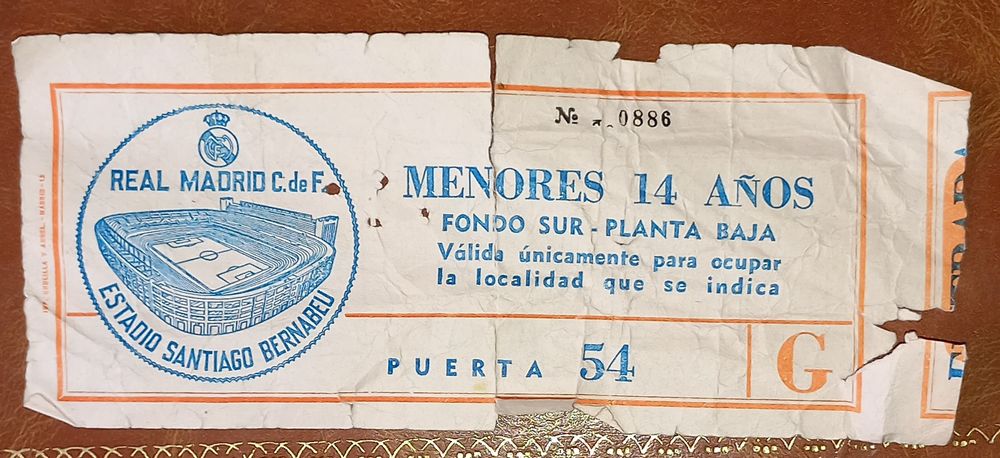 REAL MADRID C. de F.
ESTADIO SANTIAGO BERNABEU
Nº 0886
MENORES 14 AÑOS
FONDO SUR - PLANTA BAJA
Válida únicamente para ocupar
la localidad que se indica
PUERTA 54
G